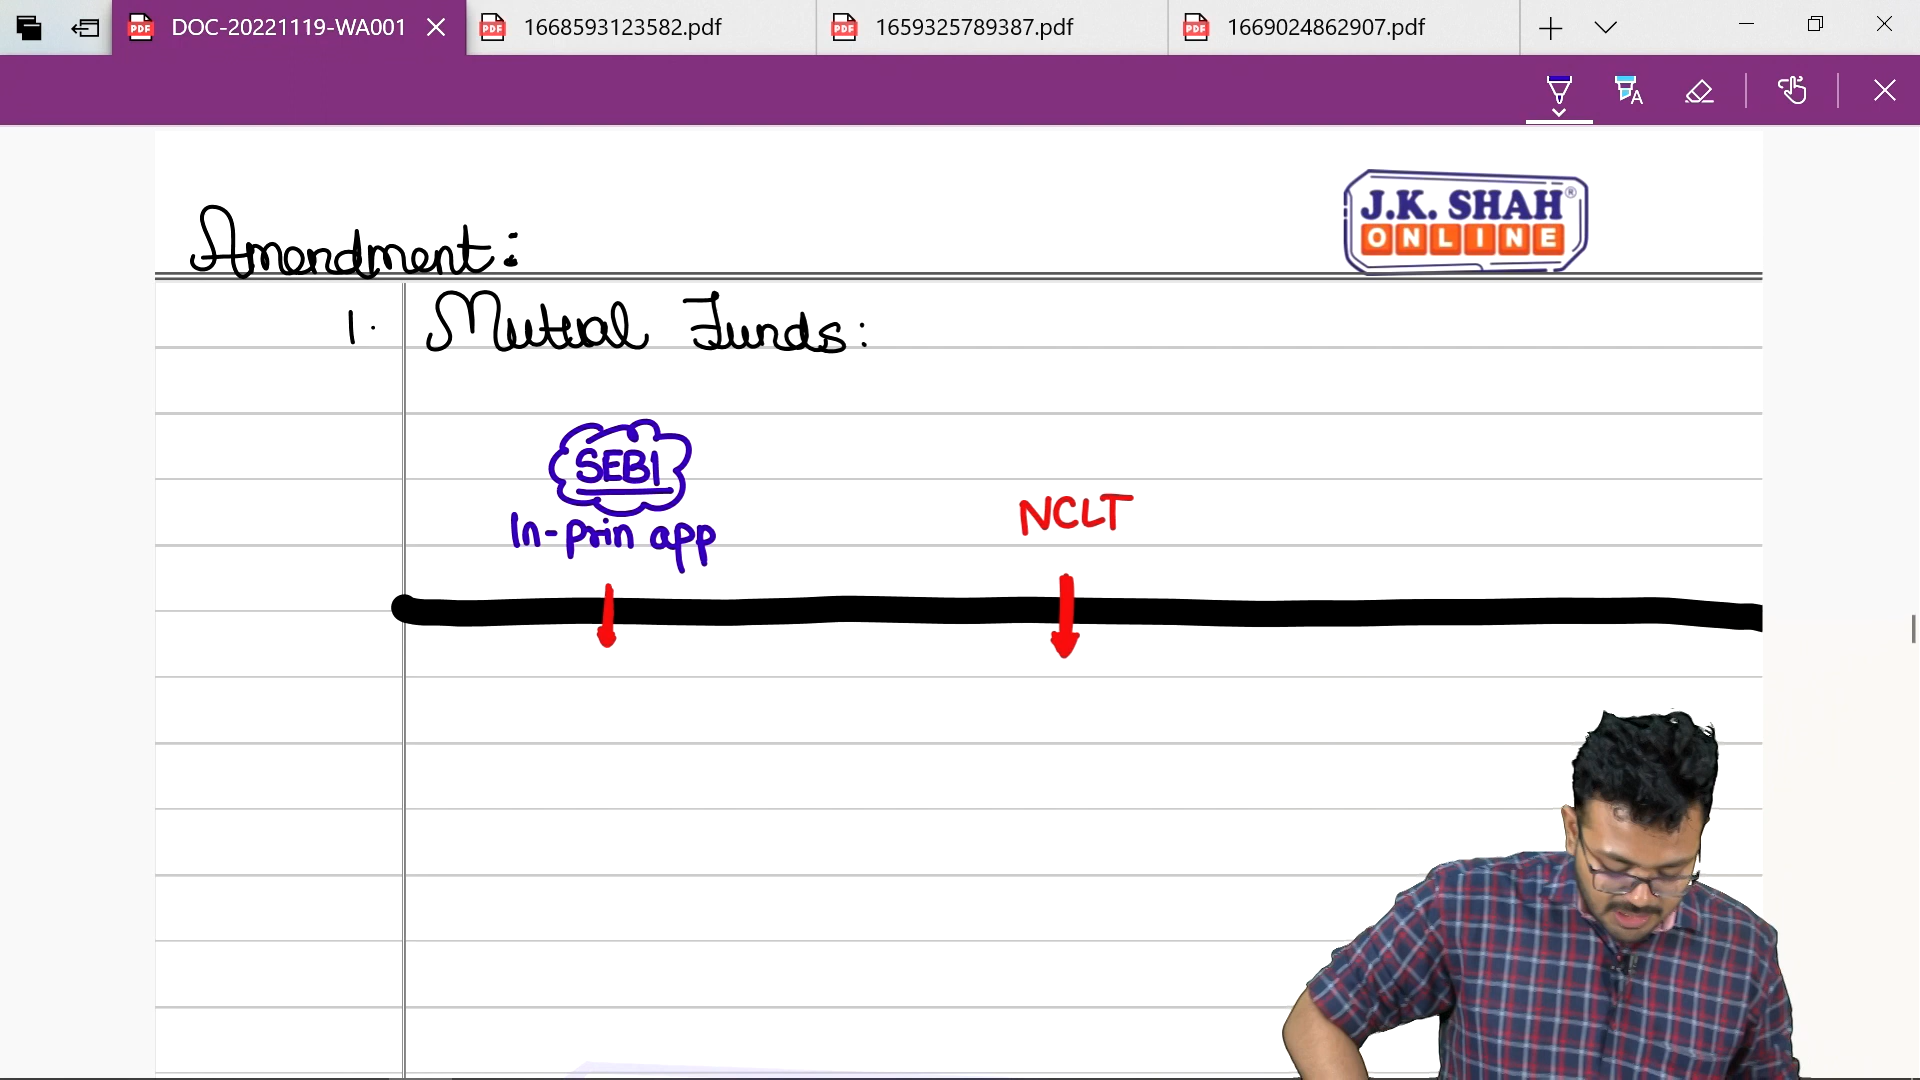 DOC-20221119-WA001
1668593123582.pdf
1659325789387.pdf
1669024862907.pdf
Amendment:
J.K. SHAH®
ONLINE
1. Mutual Funds:
SEBI
In-prin app
NCLT